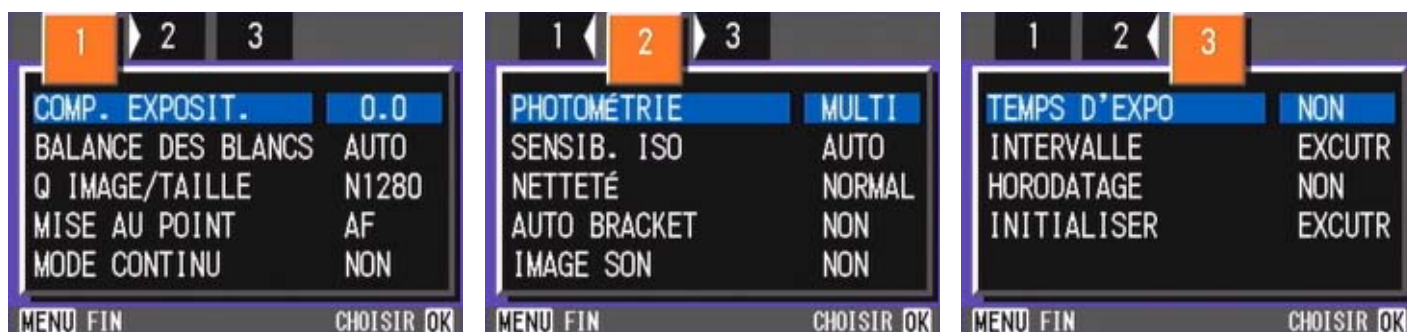 1 2 3
COMP. EXPOSIT. 0.0
BALANCE DES BLANCS AUTO
Q IMAGE/TAILLE N1280
MISE AU POINT AF
MODE CONTINU NON
MENU FIN CHOISIR OK
1 2 3
PHOTOMÉTRIE MULTI
SENSIB. ISO AUTO
NETTETÉ NORMAL
AUTO BRACKET NON
IMAGE SON NON
MENU FIN CHOISIR OK
1 2 3
TEMPS D'EXPO NON
INTERVALLE EXCUTR
HORODATAGE NON
INITIALISER EXCUTR
MENU FIN CHOISIR OK